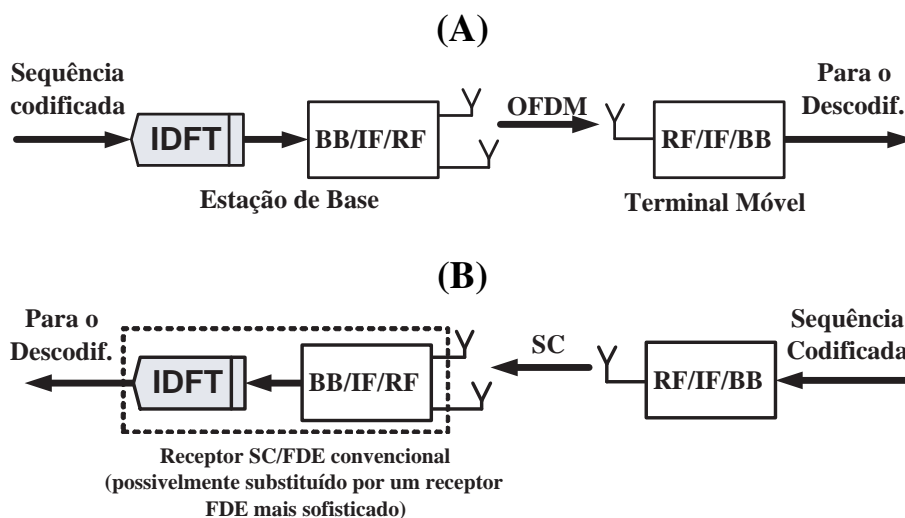 (A)
Sequência
codificada
IDFT
BB/IF/RF
OFDM
RF/IF/BB
Para o
Descodif.
Estação de Base
Terminal Móvel
(B)
Para o
Descodif.
IDFT
BB/IF/RF
SC
RF/IF/BB
Sequência
Codificada
Receptor SC/FDE convencional
(possivelmente substituído por um receptor
FDE mais sofisticado)